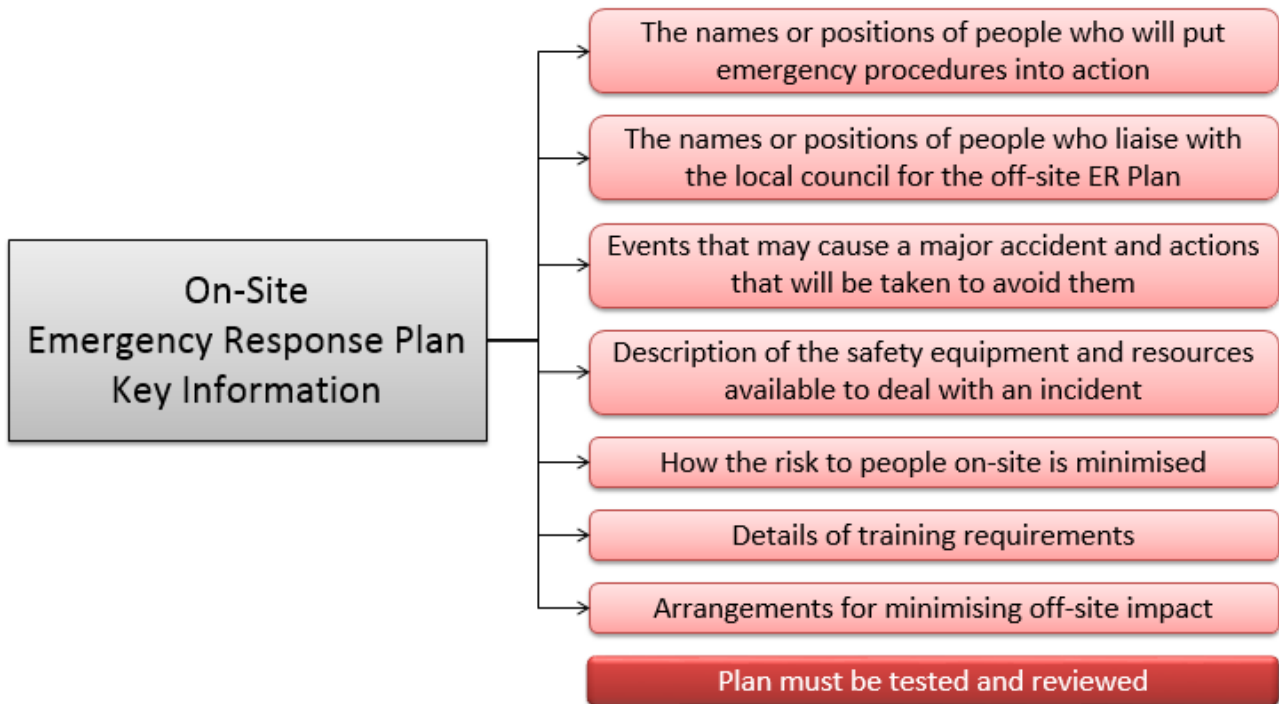 On-Site
Emergency Response Plan
Key Information
The names or positions of people who will put
emergency procedures into action
The names or positions of people who liaise with
the local council for the off-site ER Plan
Events that may cause a major accident and actions
that will be taken to avoid them
Description of the safety equipment and resources
available to deal with an incident
How the risk to people on-site is minimised
Details of training requirements
Arrangements for minimising off-site impact
Plan must be tested and reviewed